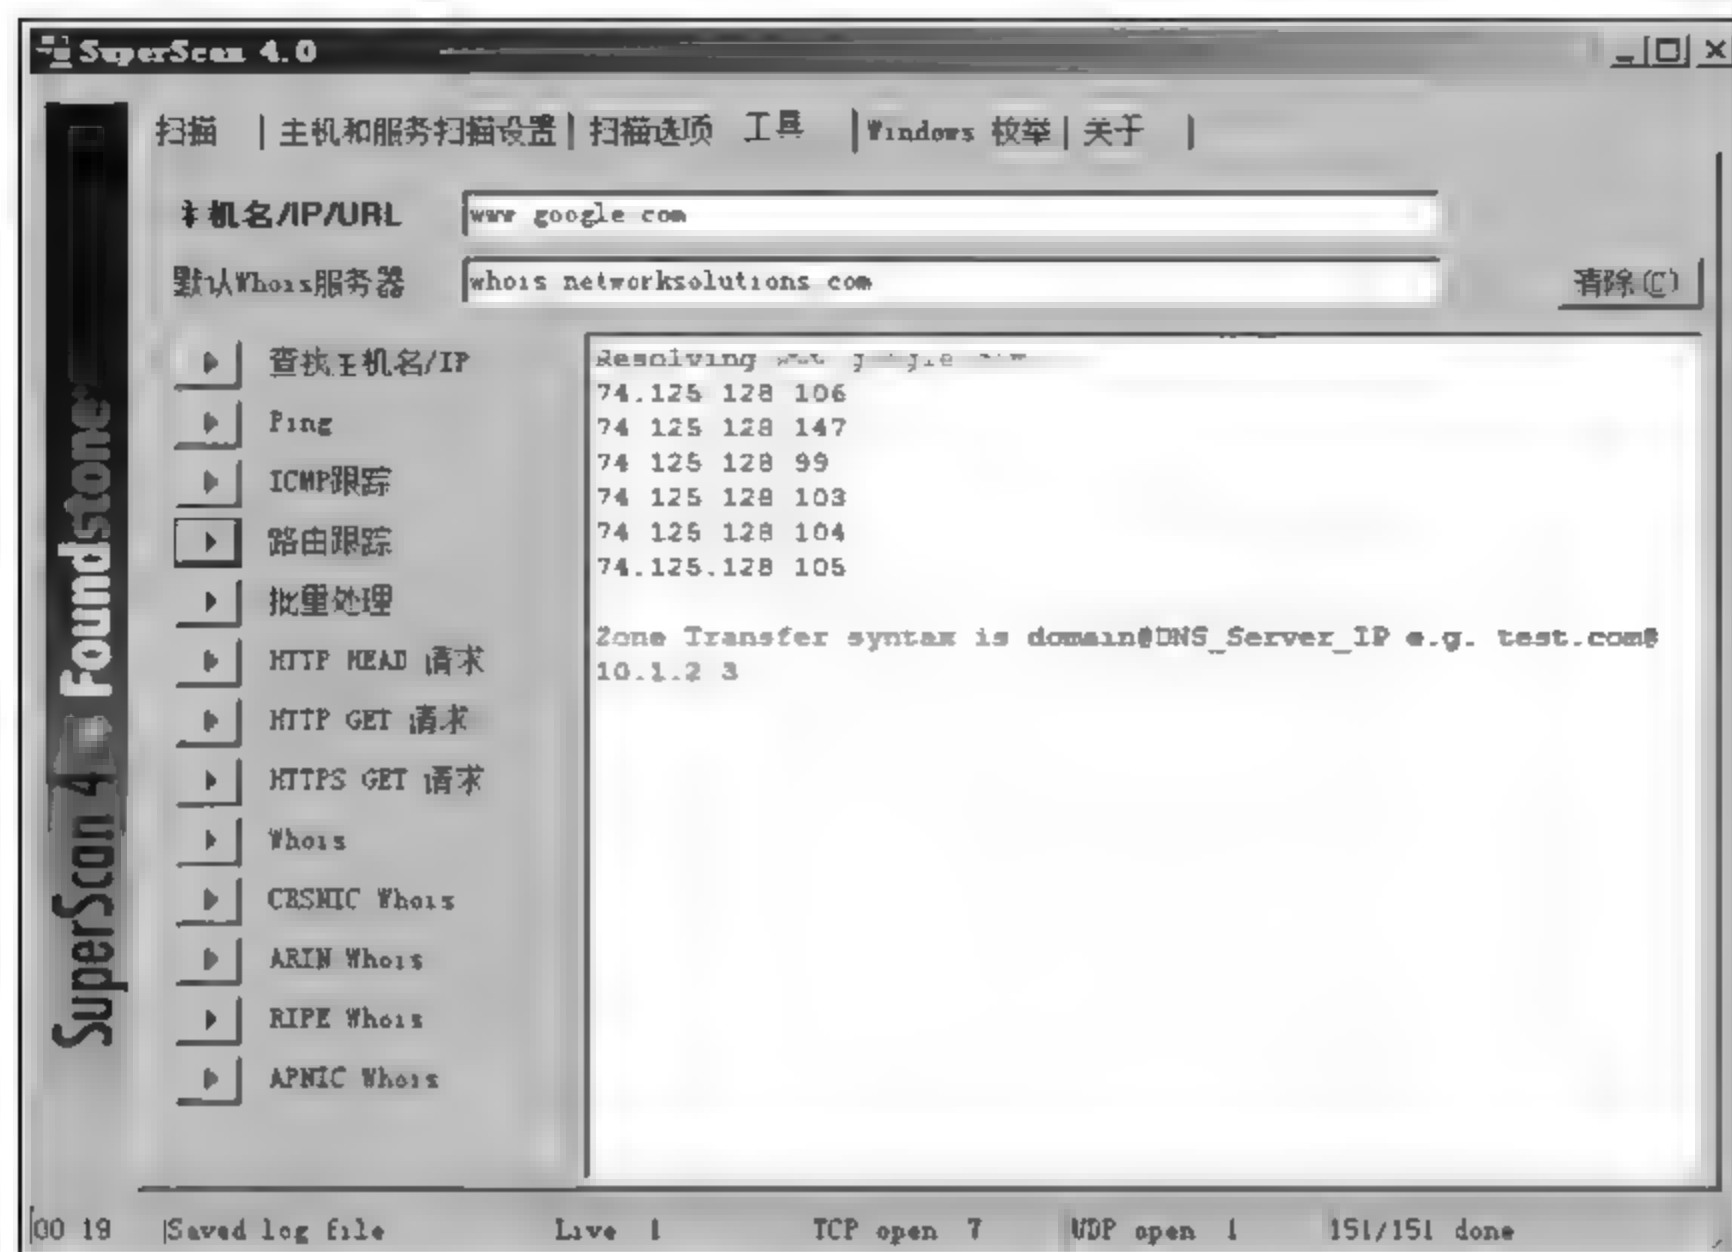 SuperScan 4.0
扫描 | 主机和服务扫描设置 | 扫描选项 工具 | Windows 枚举 | 关于 |
机名/IP/URL www google com
默认Whois服务器 whois networksolutions com 清除(C)
查找主机名/IP
Ping
ICMP跟踪
路由跟踪
批量处理
HTTP HEAD 请求
HTTP GET 请求
HTTPS GET 请求
Whois
CRSNIC Whois
ARIN Whois
RIPE Whois
APNIC Whois
Resolving
74.125 128 106
74 125 128 147
74 125 128 99
74 125 128 103
74 125 128 104
74.125.128 105
Zone Transfer syntax is domain@DNS_Server_IP e.g. test.com@
10.1.2 3
SuperScan 4 Foundstone
00 19 Saved log file Live 1 TCP open 7 UDP open 1 151/151 done